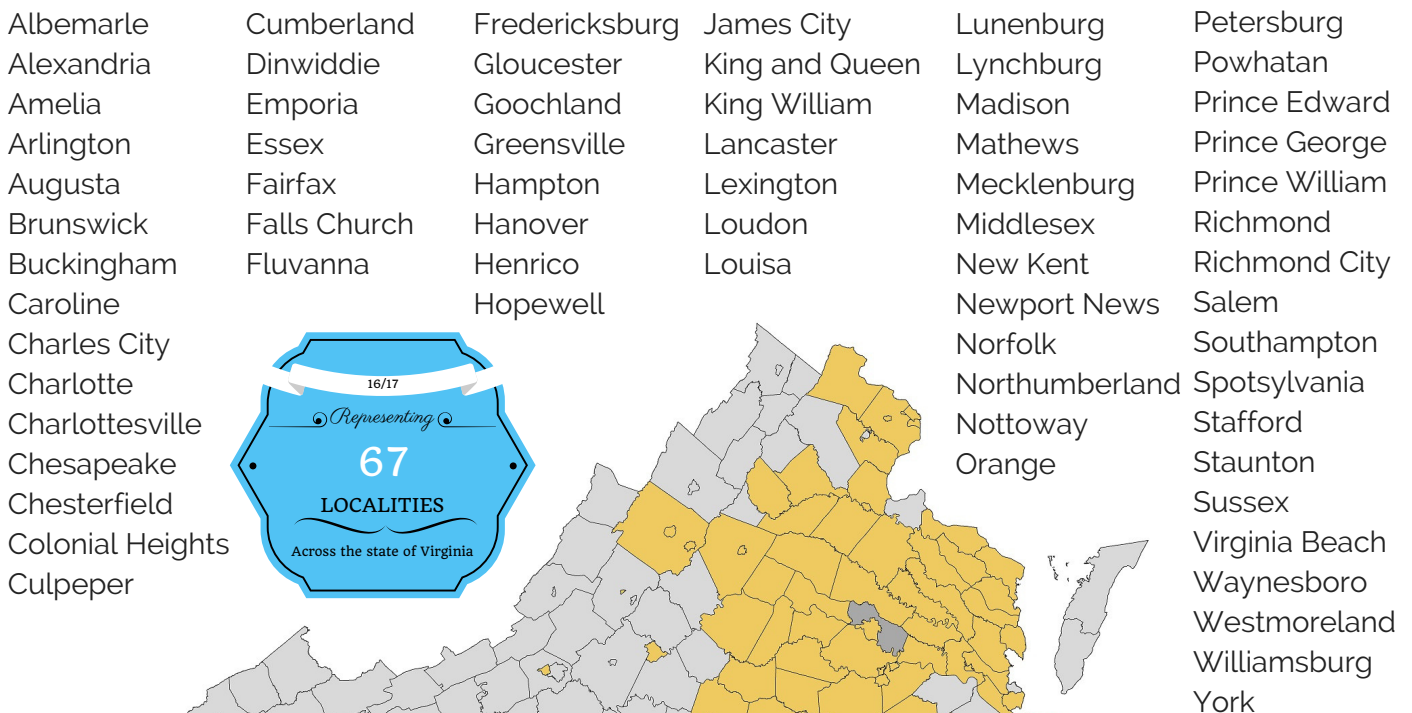 Albemarle
Alexandria
Amelia
Arlington
Augusta
Brunswick
Buckingham
Caroline
Charles City
Charlotte
Charlottesville
Chesapeake
Chesterfield
Colonial Heights
Culpeper
Cumberland
Dinwiddie
Emporia
Essex
Fairfax
Falls Church
Fluvanna
Fredericksburg
Gloucester
Goochland
Greensville
Hampton
Hanover
Henrico
Hopewell
James City
King and Queen
King William
Lancaster
Lexington
Loudon
Louisa
Lunenburg
Lynchburg
Madison
Mathews
Mecklenburg
Middlesex
New Kent
Newport News
Norfolk
Northumberland
Nottoway
Orange
Petersburg
Powhatan
Prince Edward
Prince George
Prince William
Richmond
Richmond City
Salem
Southampton
Spotsylvania
Stafford
Staunton
Sussex
Virginia Beach
Waynesboro
Westmoreland
Williamsburg
York
16/17
Representing
67
LOCALITIES
Across the state of Virginia